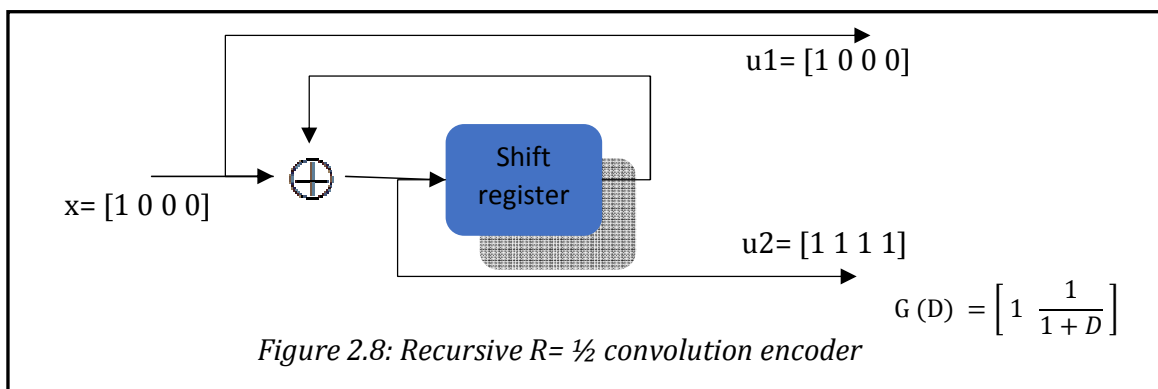 u1= [1 0 0 0]
Shift
register
x= [1 0 0 0]
u2= [1 1 1 1]
G (D) = [ 1 1/(1 + D) ]
Figure 2.8: Recursive R= ½ convolution encoder